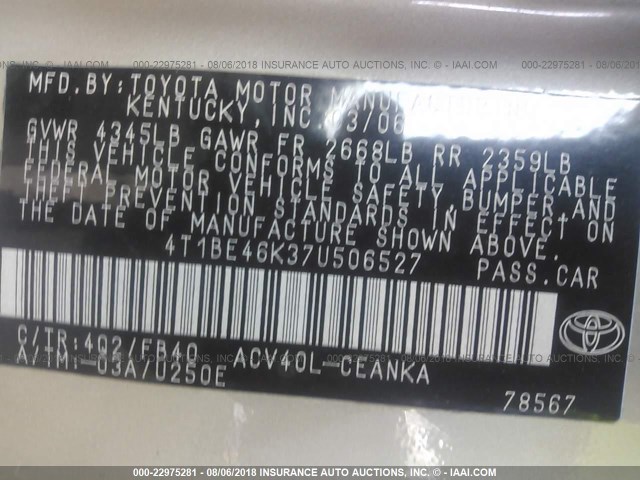 000-22975281 - 08/06/2018 INSURANCE AUTO AUCTIONS, INC. - IAAI.COM
MFD.BY:TOYOTA MOTOR
KENTUCKY,INC. 03/06
GVWR 4345LB GAWR FR 2668LB RR 2359LB
THIS VEHICLE CONFORMS TO ALL APPLICABLE
FEDERAL MOTOR VEHICLE SAFETY,BUMPER,AND
THEFT PREVENTION STANDARDS IN EFFECT ON
THE DATE OF MANUFACTURE SHOWN ABOVE.
4T1BE46K37U506527 PASS.CAR
C/TR:4Q2/FB40 ACV40L-CEANKA
A/TM:-03A/U250E
78567
TOYOTA
000-22975281 - 08/06/2018 INSURANCE AUTO AUCTIONS, INC. - IAAI.COM